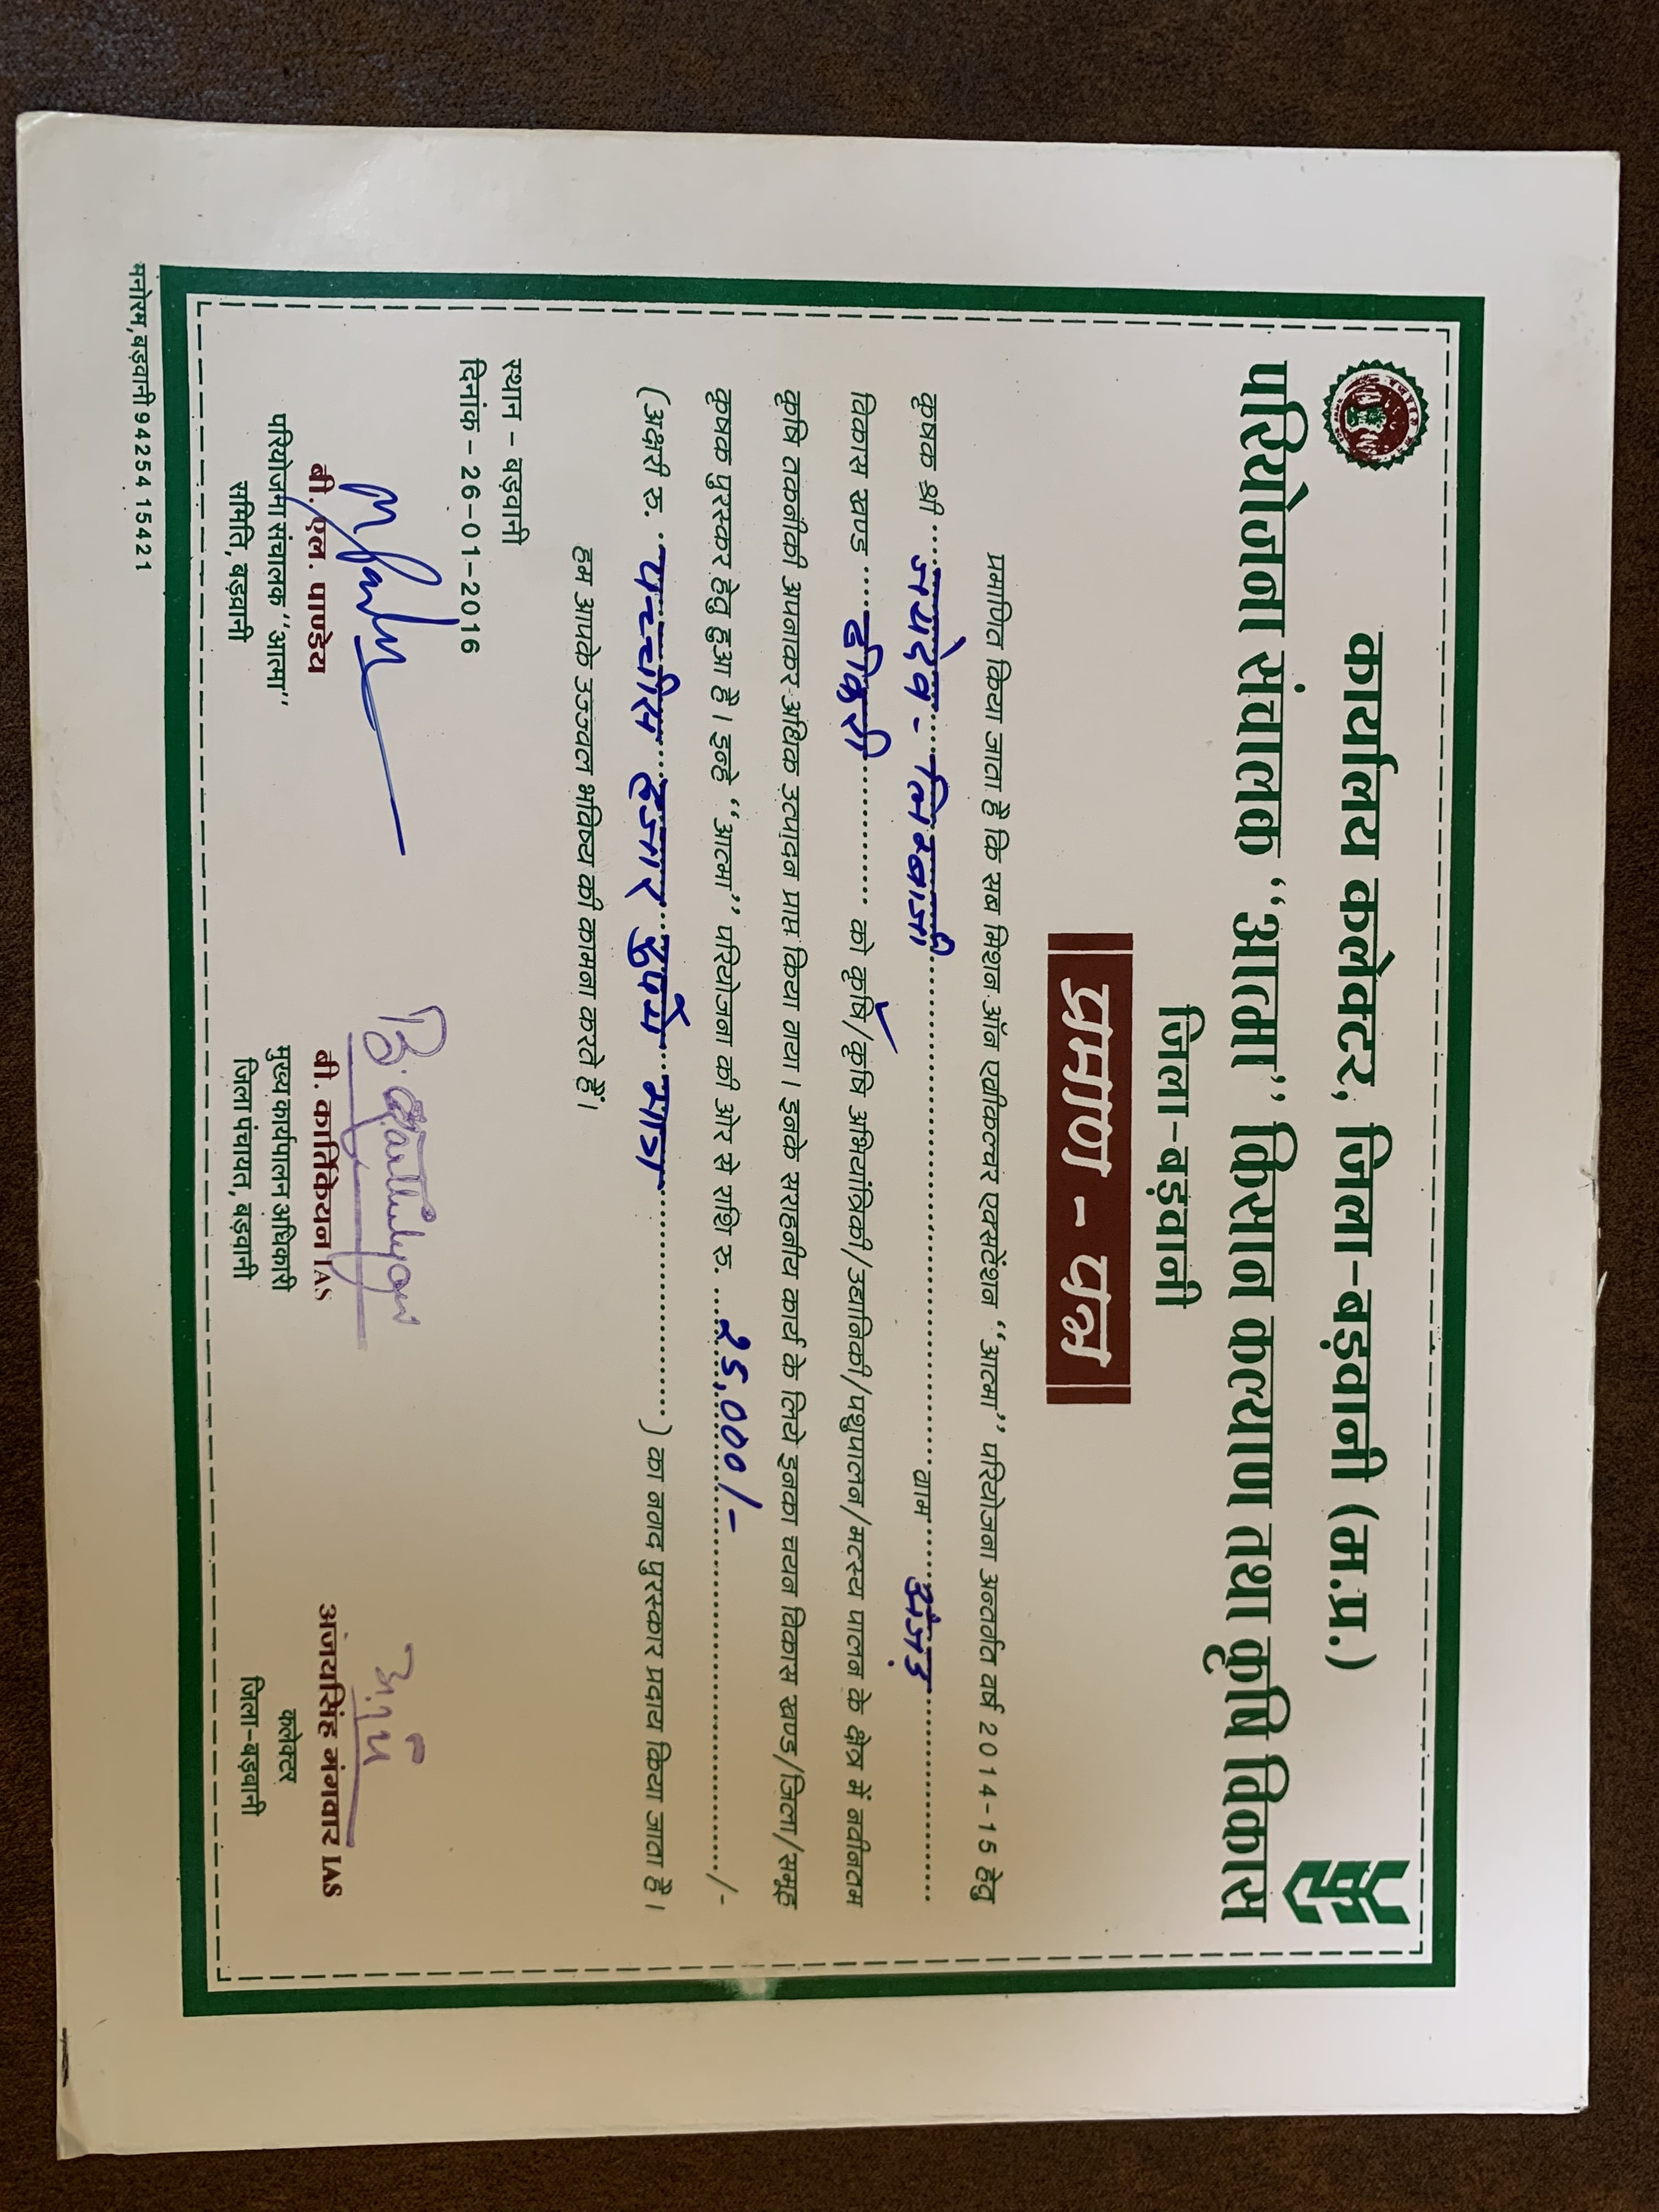 कार्यालय कलेक्टर, जिला-बड़वानी (म.प्र.)
परियोजना संचालक “आत्मा” किसान कल्याण तथा कृषि विकास
जिला-बड़वानी
प्रमाण - पत्र
प्रमाणित किया जाता है कि सब मिशन ऑन एग्रीकल्चर एक्सटेंशन “आत्मा” परियोजना अन्तर्गत वर्ष 2014-15 हेतु
कृषक श्री .... जयदेव - .................... ग्राम .... अंजड़ ....................
विकास खण्ड .... ठीकरी .............. को कृषि/कृषि अभियांत्रिकी/उद्यानिकी/पशुपालन/मत्स्य पालन के क्षेत्र में नवीनतम
कृषि तकनीकी अपनाकर अधिक उत्पादन प्राप्त किया गया। इनके सराहनीय कार्य के लिये इनका चयन विकास खण्ड/जिला/समूह
कृषक पुरस्कर हेतु हुआ है। इन्हे “आत्मा” परियोजना की ओर से राशि रु. .... 25,000/- ................/-
(अक्षरी रु. .. पच्चीस हजार रुपये मात्र ....................) का नगद पुरस्कार प्रदाय किया जाता है।
हम आपके उज्ज्वल भविष्य की कामना करते हैं।
स्थान - बड़वानी
दिनांक - 26-01-2016
बी. एल. पाण्डेय
परियोजना संचालक “आत्मा”
समिति, बड़वानी
B. Karthikeyan
बी. कार्तिकेयन IAS
मुख्य कार्यपालन अधिकारी
जिला पंचायत, बड़वानी
अजयसिंह गंगवार IAS
कलेक्टर
जिला-बड़वानी
मनोरम, बड़वानी 94254 15421